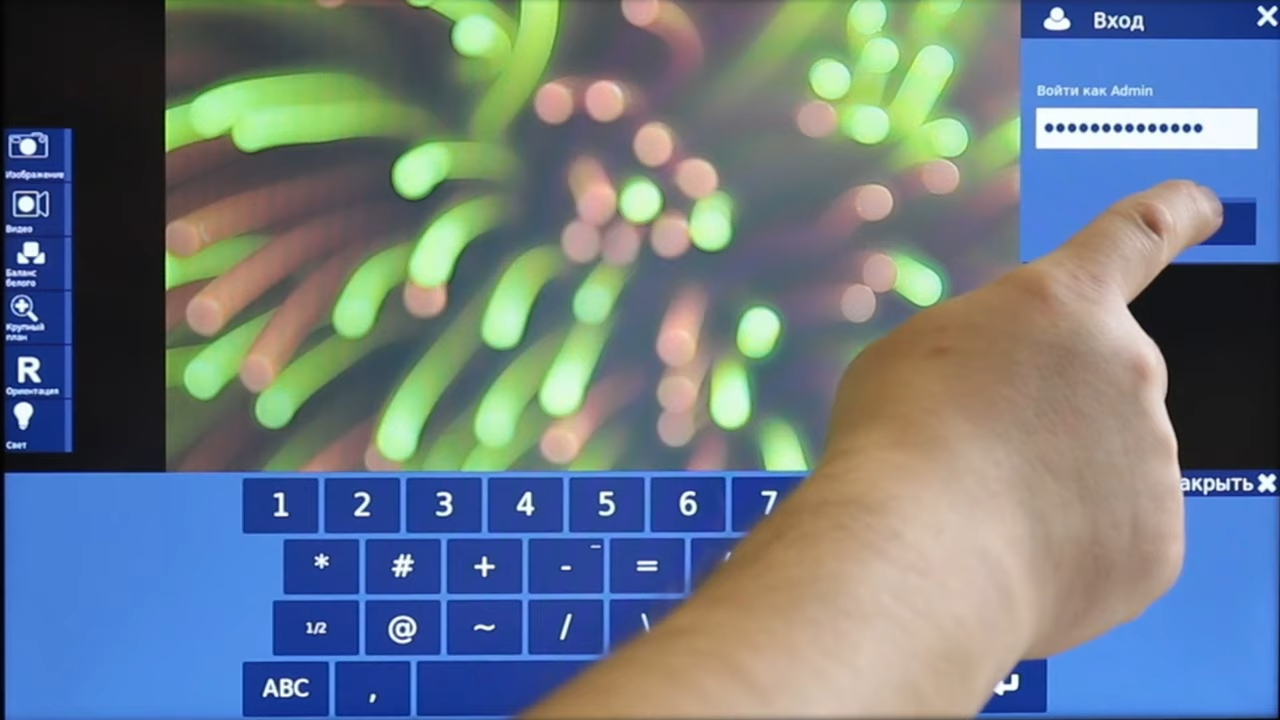 Вход
Войти как Admin
Изображение
Видео
Баланс
белого
Крупный
план
R
Ориентация
Свет
акрыть
1 2 3 4 5 6 7
* # + - =
1/2 @ ~ / \
ABC ,